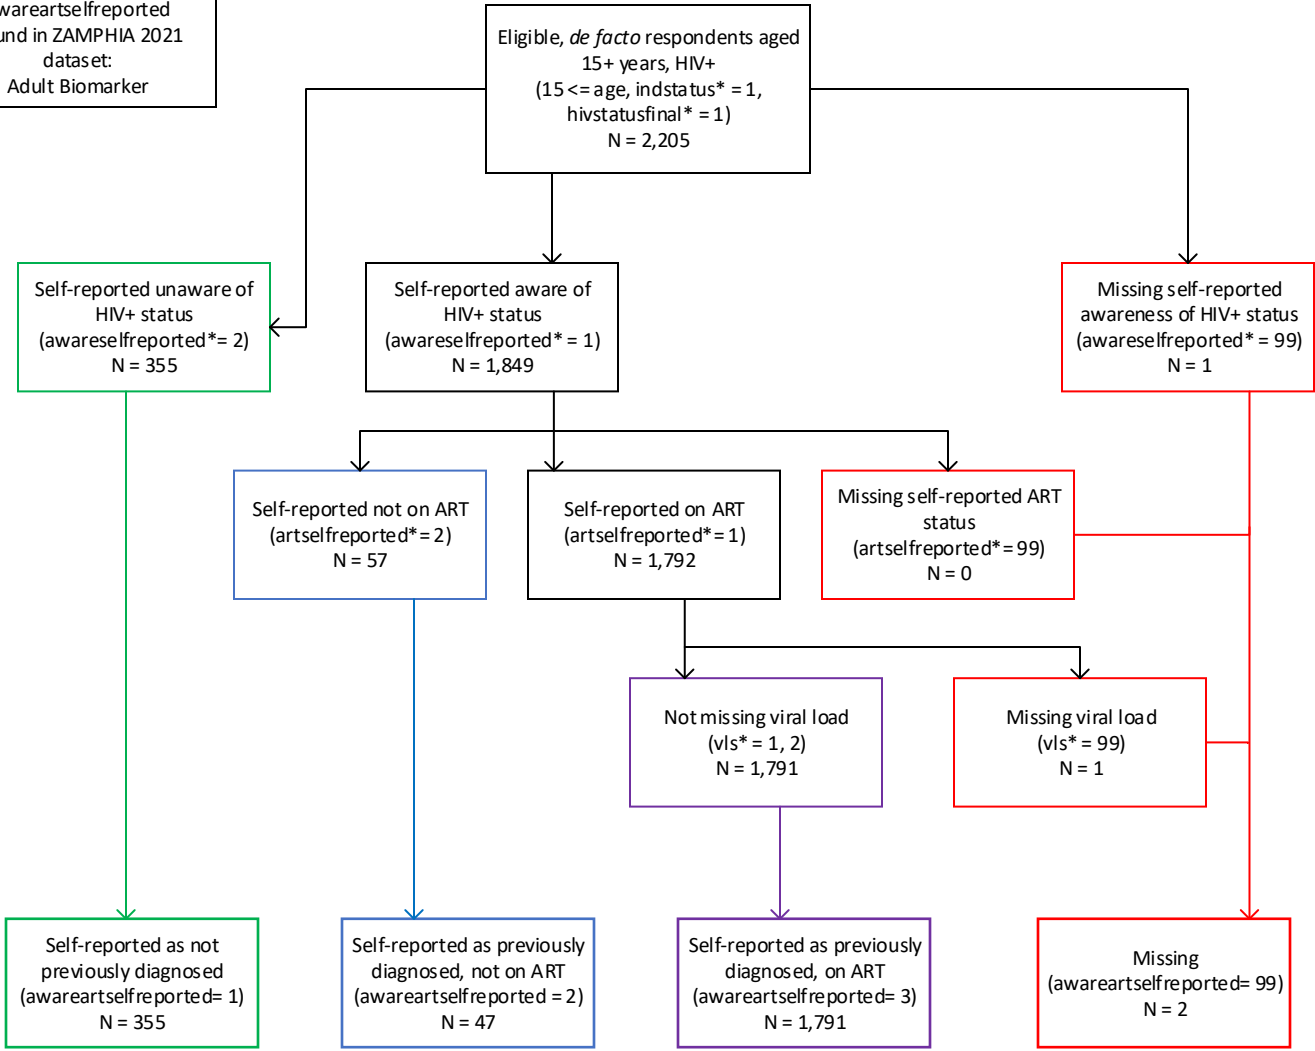 wareartselfreported
und in ZAMPHIA 2021
dataset:
Adult Biomarker
Eligible, de facto respondents aged
15+ years, HIV+
(15 <= age, indstatus* = 1,
hivstatusfinal* = 1)
N = 2,205
Self-reported unaware of
HIV+ status
(awareselfreported*= 2)
N = 355
Self-reported aware of
HIV+ status
(awareselfreported* = 1)
N = 1,849
Missing self-reported
awareness of HIV+ status
(awareselfreported* = 99)
N = 1
Self-reported not on ART
(artselfreported* = 2)
N = 57
Self-reported on ART
(artselfreported* = 1)
N = 1,792
Missing self-reported ART
status
(artselfreported* = 99)
N = 0
Not missing viral load
(vls* = 1, 2)
N = 1,791
Missing viral load
(vls* = 99)
N = 1
Self-reported as not
previously diagnosed
(awareartselfreported= 1)
N = 355
Self-reported as previously
diagnosed, not on ART
(awareartselfreported = 2)
N = 47
Self-reported as previously
diagnosed, on ART
(awareartselfreported= 3)
N = 1,791
Missing
(awareartselfreported= 99)
N = 2